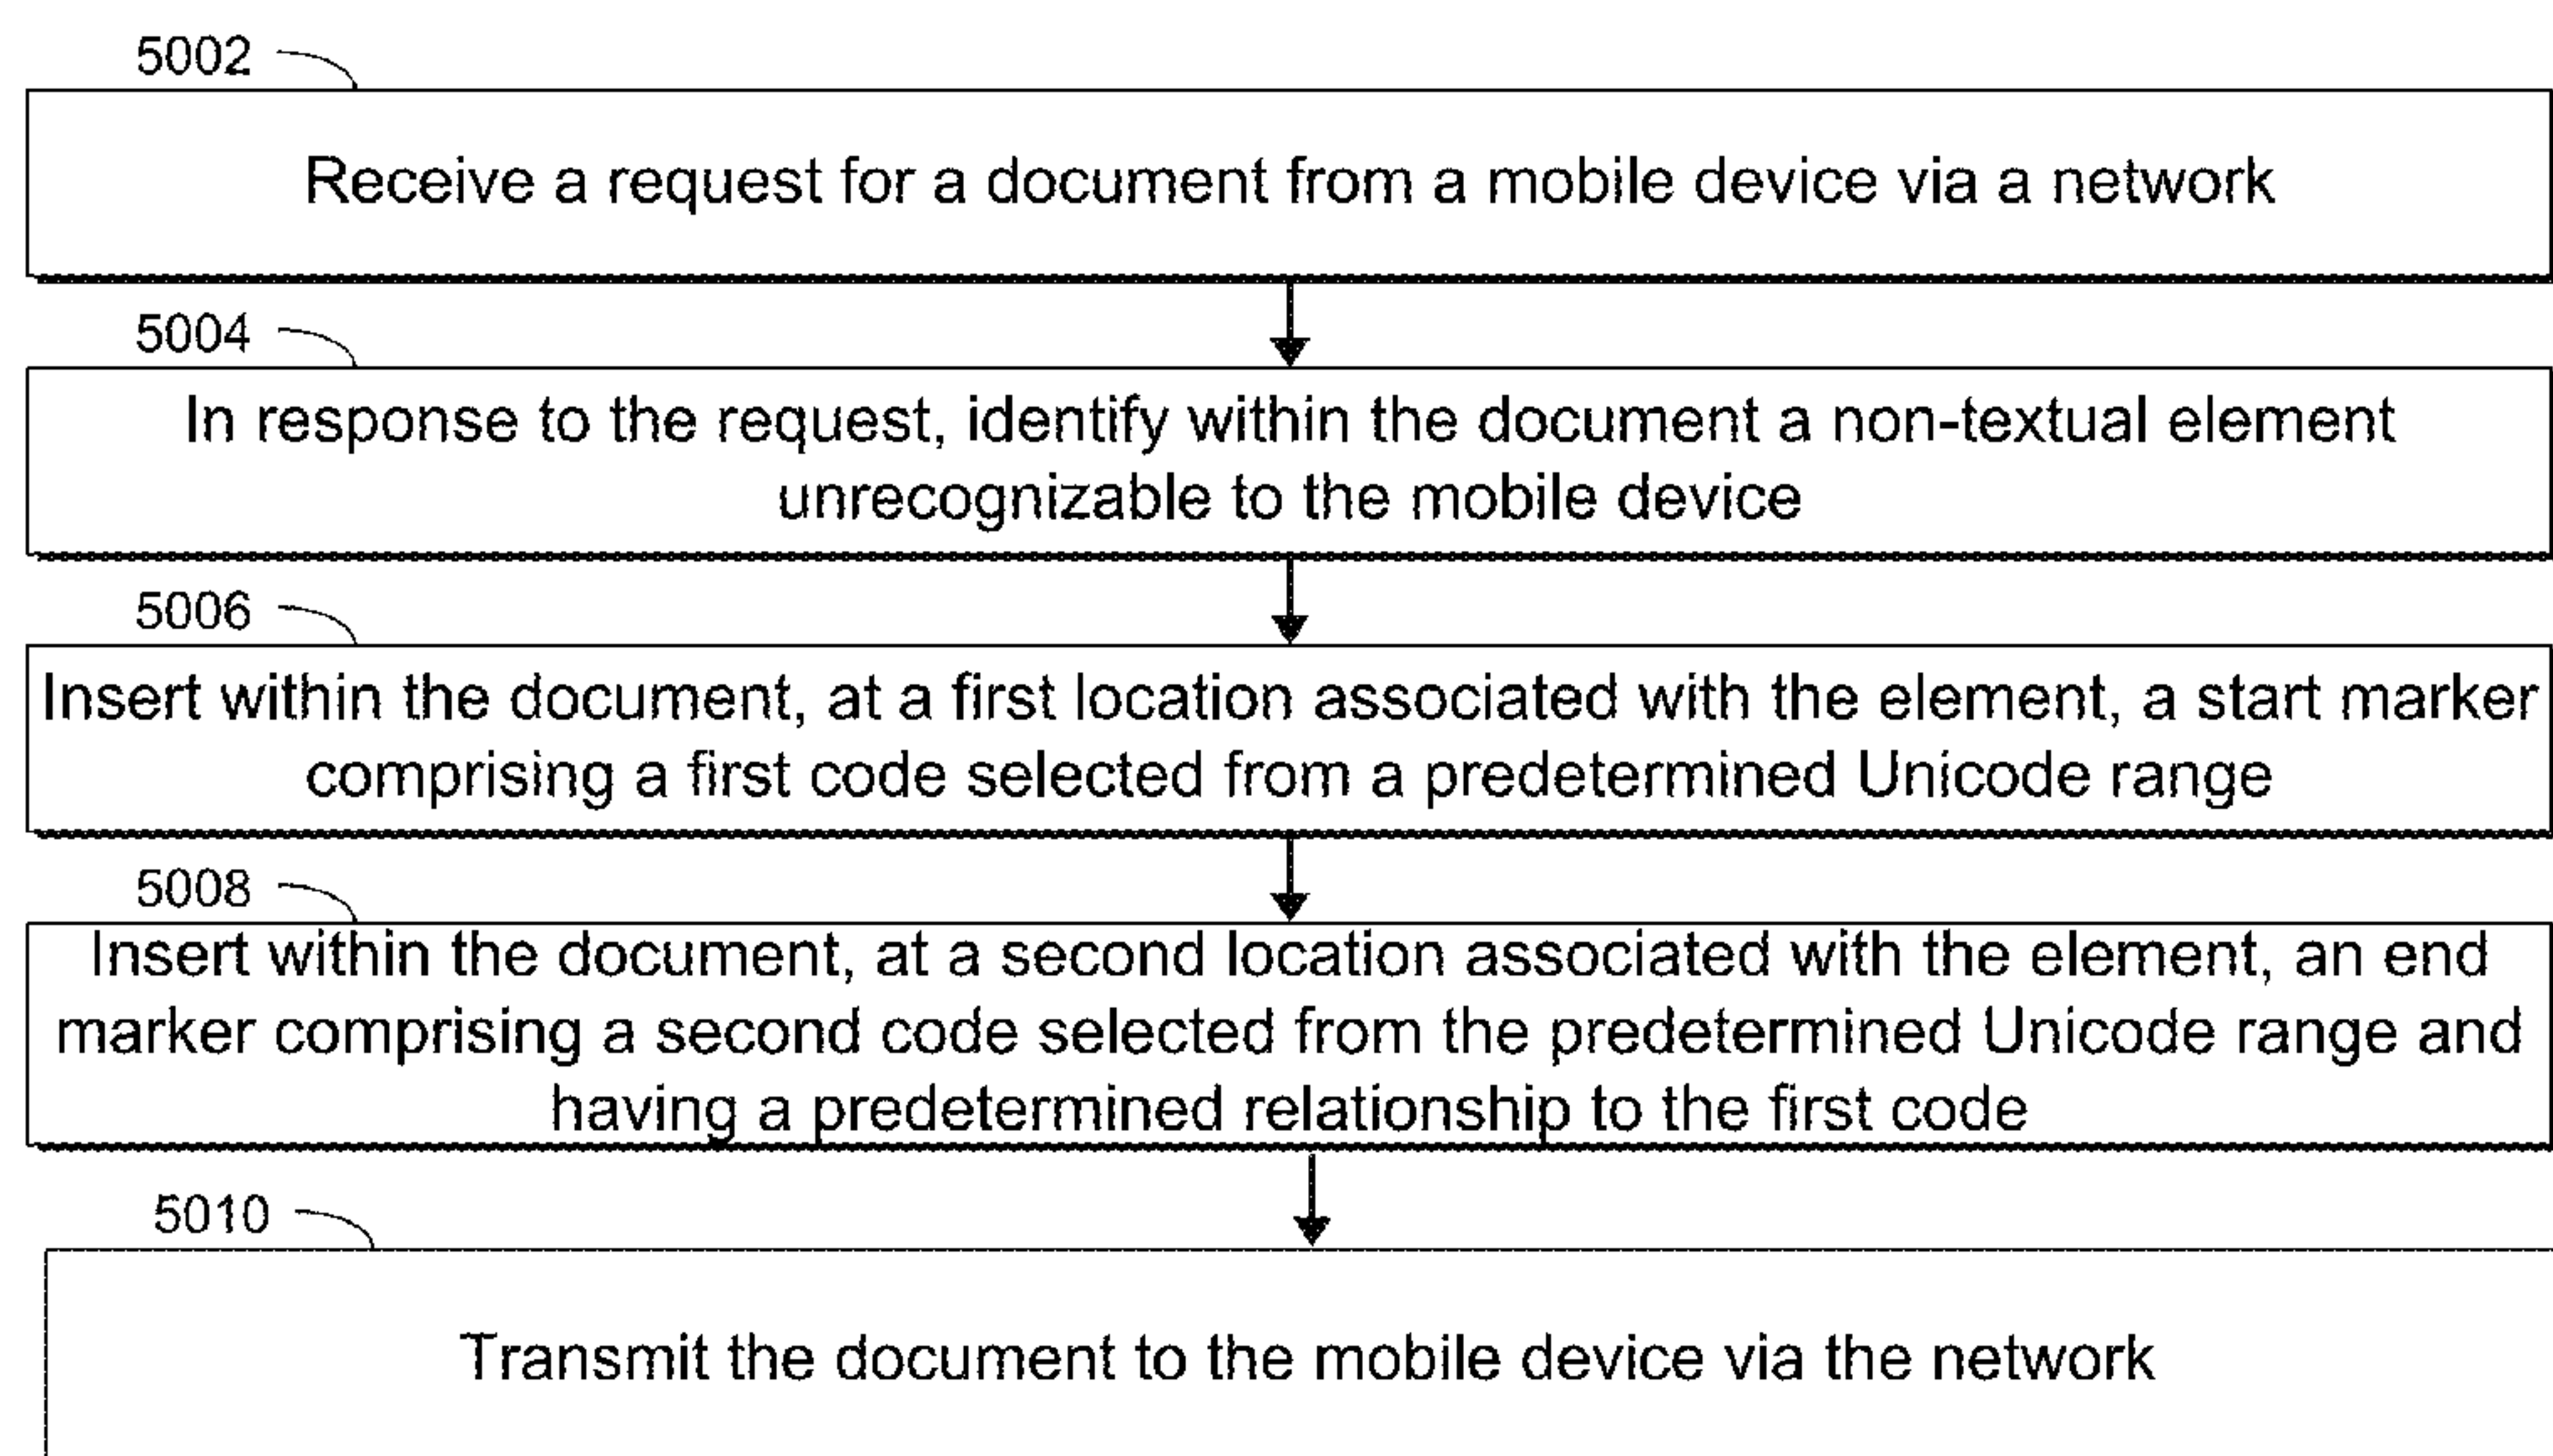 5002
Receive a request for a document from a mobile device via a network
5004
In response to the request, identify within the document a non-textual element
unrecognizable to the mobile device
5006
Insert within the document, at a first location associated with the element, a start marker
comprising a first code selected from a predetermined Unicode range
5008
Insert within the document, at a second location associated with the element, an end
marker comprising a second code selected from the predetermined Unicode range and
having a predetermined relationship to the first code
5010
Transmit the document to the mobile device via the network